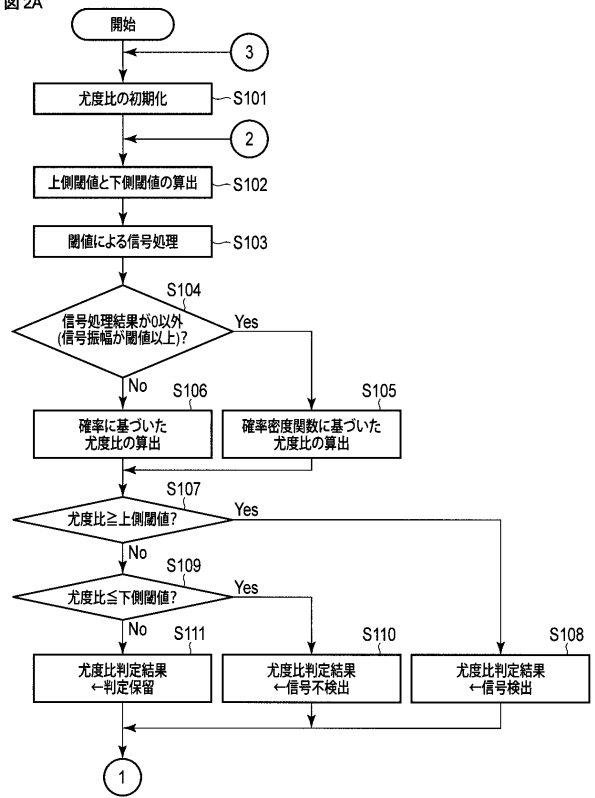 図2A
開始
3
尤度比の初期化
S101
2
上側閾値と下側閾値の算出
S102
閾値による信号処理
S103
S104
信号処理結果が0以外
(信号振幅が閾値以上)?
Yes
No
S106
確率に基づいた
尤度比の算出
S105
確率密度関数に基づいた
尤度比の算出
S107
尤度比≧上側閾値?
Yes
No
S109
尤度比≦下側閾値?
Yes
No
S111
尤度比判定結果
←判定保留
S110
尤度比判定結果
←信号不検出
S108
尤度比判定結果
←信号検出
1